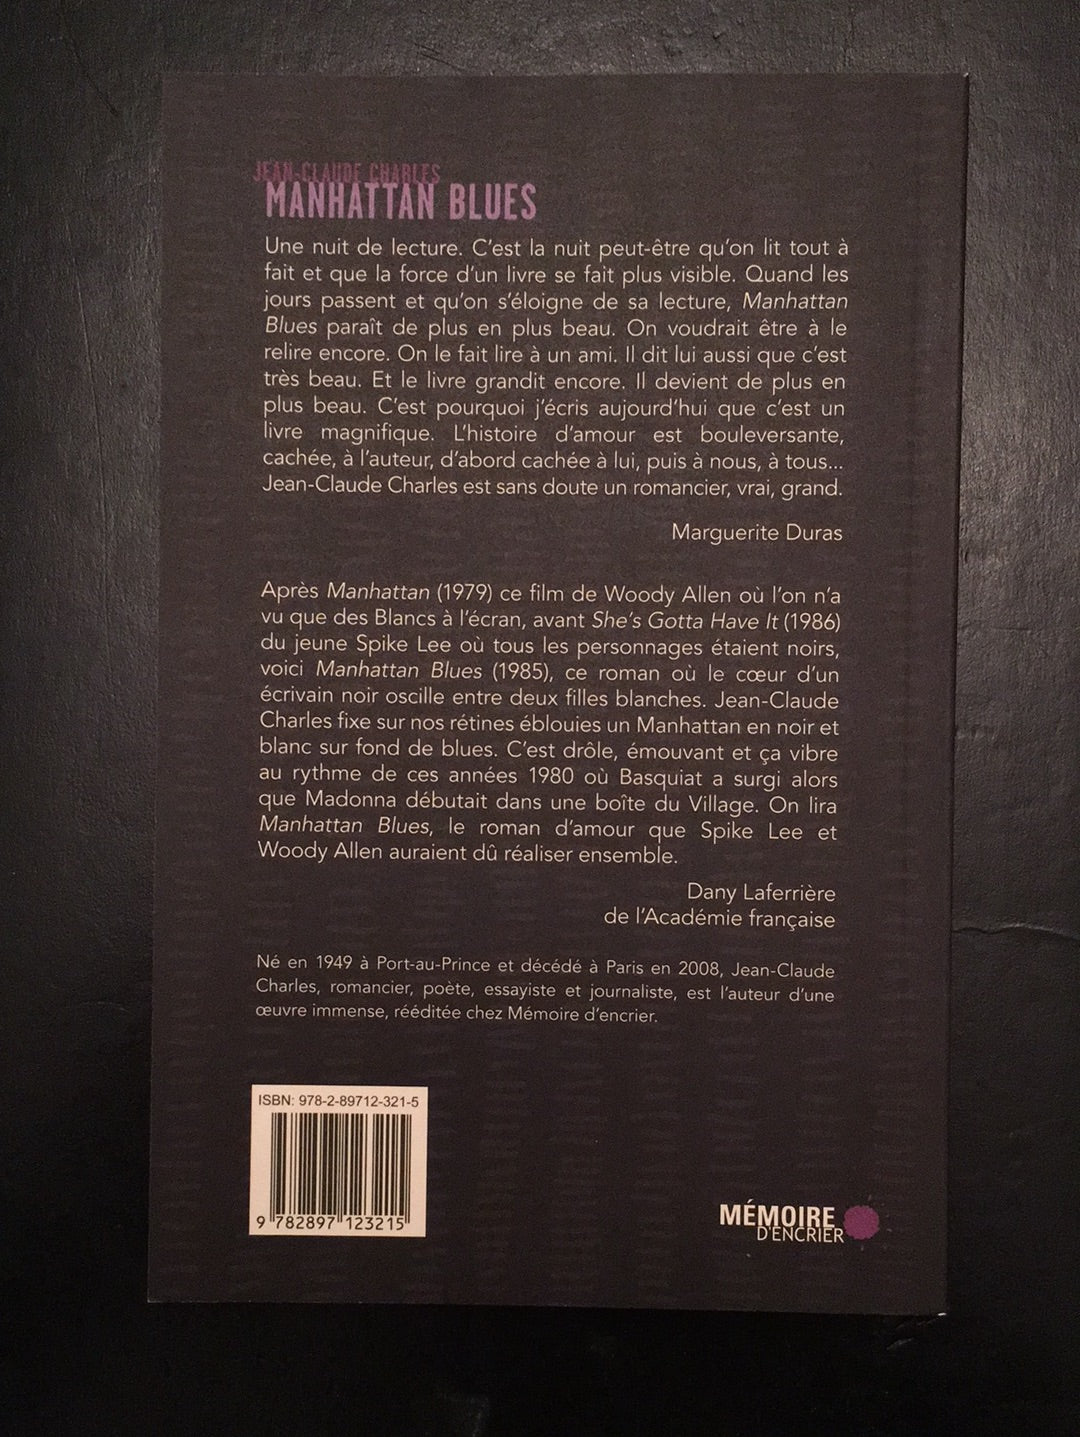 JEAN-CLAUDE CHARLES
MANHATTAN BLUES
Une nuit de lecture. C'est la nuit peut-être qu'on lit tout à
fait et que la force d'un livre se fait plus visible. Quand les
jours passent et qu'on s'éloigne de sa lecture, Manhattan
Blues paraît de plus en plus beau. On voudrait être à le
relire encore. On le fait lire à un ami. Il dit lui aussi que c'est
très beau. Et le livre grandit encore. Il devient de plus en
plus beau. C'est pourquoi j'écris aujourd'hui que c'est un
livre magnifique. L'histoire d'amour est bouleversante,
cachée, à l'auteur, d'abord cachée à lui, puis à nous, à tous...
Jean-Claude Charles est sans doute un romancier, vrai, grand.
Marguerite Duras
Après Manhattan (1979) ce film de Woody Allen où l'on n'a
vu que des Blancs à l'écran, avant She's Gotta Have It (1986)
du jeune Spike Lee où tous les personnages étaient noirs,
voici Manhattan Blues (1985), ce roman où le cœur d'un
écrivain noir oscille entre deux filles blanches. Jean-Claude
Charles fixe sur nos rétines éblouies un Manhattan en noir et
blanc sur fond de blues. C'est drôle, émouvant et ça vibre
au rythme de ces années 1980 où Basquiat a surgi alors
que Madonna débutait dans une boîte du Village. On lira
Manhattan Blues, le roman d'amour que Spike Lee et
Woody Allen auraient dû réaliser ensemble.
Dany Laferrière
de l'Académie française
Né en 1949 à Port-au-Prince et décédé à Paris en 2008, Jean-Claude
Charles, romancier, poète, essayiste et journaliste, est l'auteur d'une
œuvre immense, rééditée chez Mémoire d'encrier.
ISBN: 978-2-89712-321-5
9 782897 123215
MÉMOIRE
D'ENCRIER